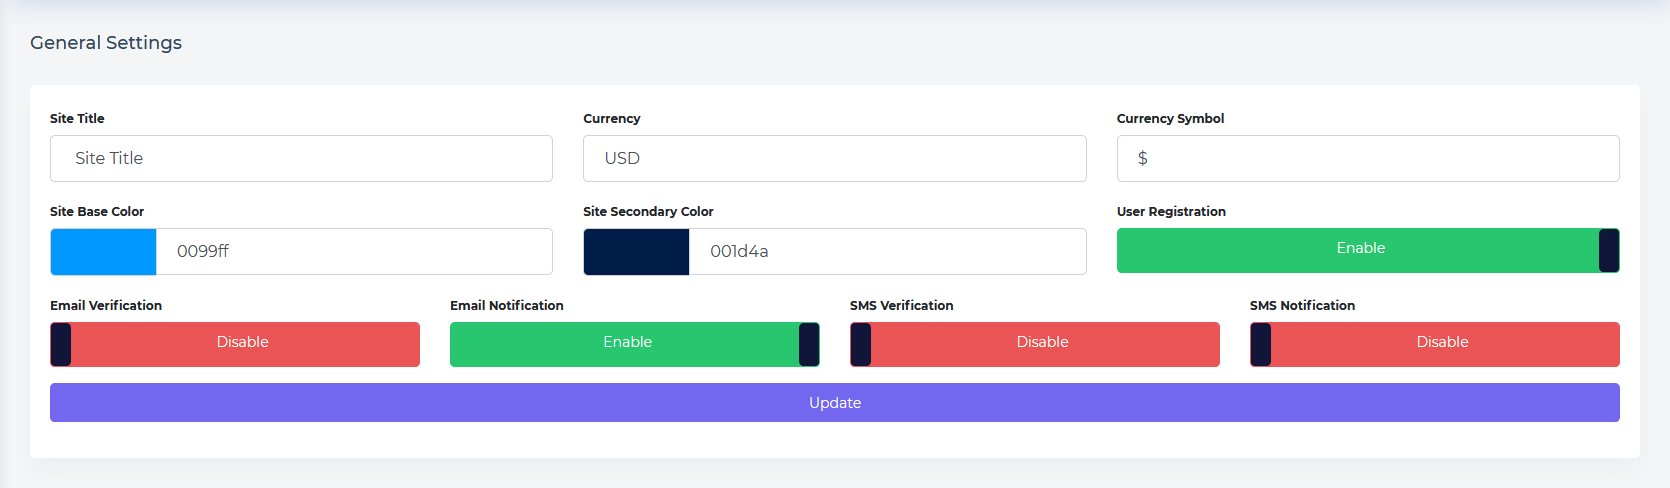 General Settings
Site Title
Currency
Currency Symbol
Site Title
USD
$
Site Base Color
Site Secondary Color
User Registration
0099ff
001d4a
Enable
Email Verification
Email Notification
SMS Verification
SMS Notification
Disable
Enable
Disable
Disable
Update